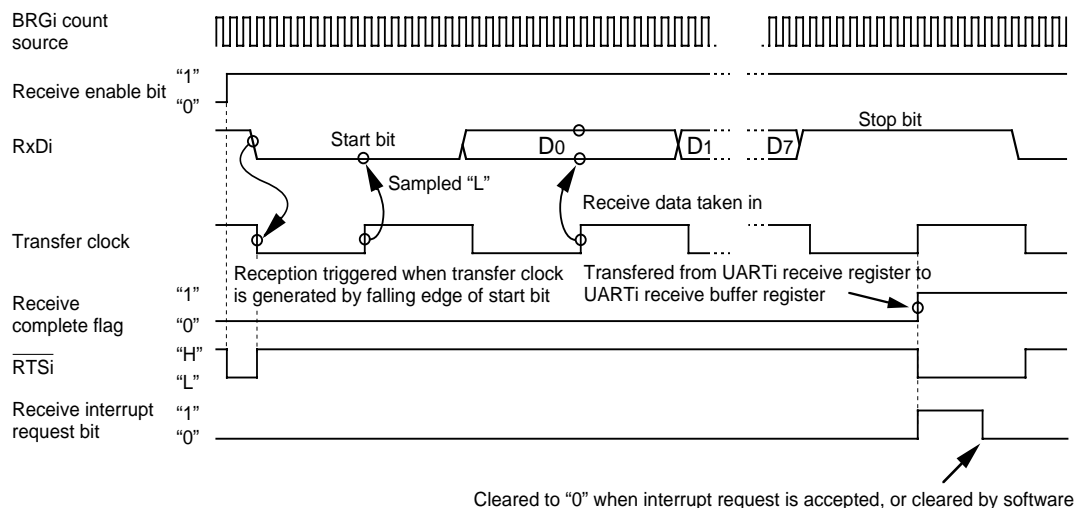 BRGi count
source
Receive enable bit
“1”
“0”
RxDi
Start bit
D0
D1
D7
Stop bit
Sampled “L”
Receive data taken in
Transfer clock
Reception triggered when transfer clock
is generated by falling edge of start bit
Transfered from UARTi receive register to
UARTi receive buffer register
Receive
complete flag
“1”
“0”
RTSi
“H”
“L”
Receive interrupt
request bit
“1”
“0”
Cleared to “0” when interrupt request is accepted, or cleared by software